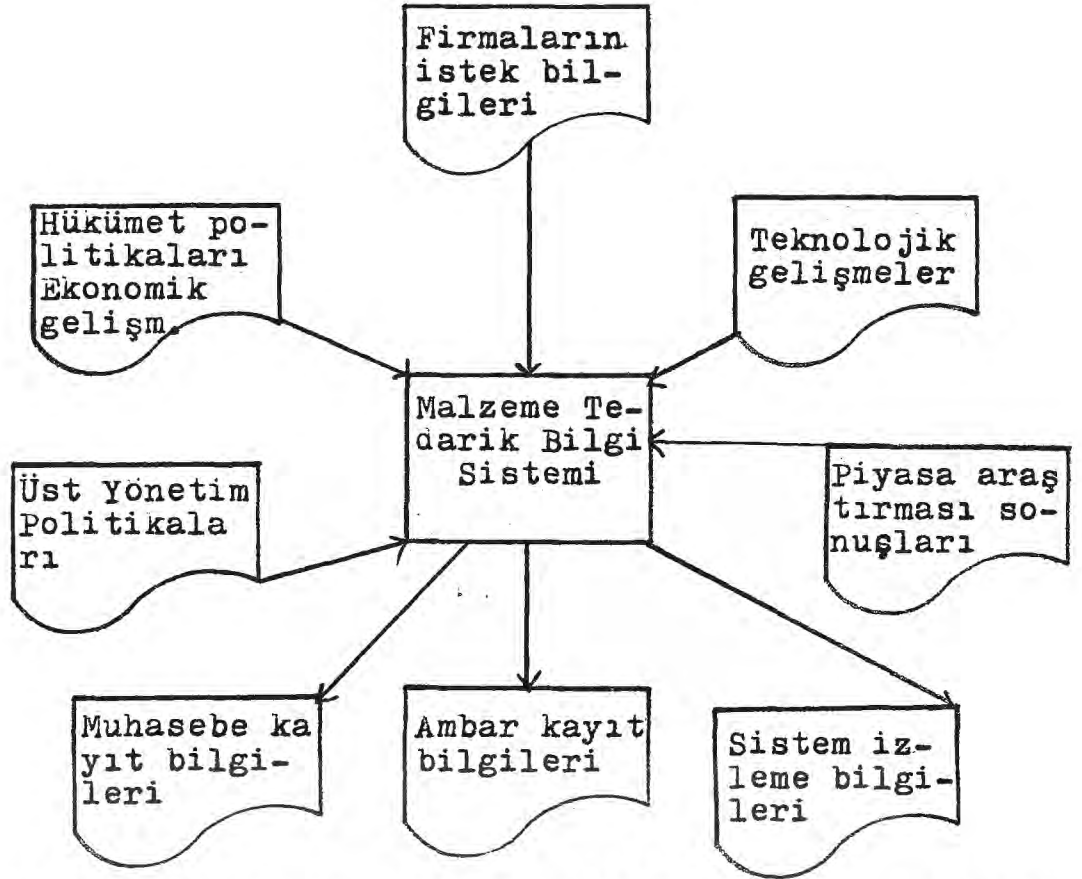 Firmaların
istek bil-
gileri
Hükümet po-
litikaları
Ekonomik
gelişm.
Teknolojik
gelişmeler
Malzeme Te-
darik Bilgi
Sistemi
Üst Yönetim
Politikala
rı
Piyasa araş
tırması so-
nuşları
Muhasebe ka
yıt bilgi-
leri
Ambar kayıt
bilgileri
Sistem iz-
leme bilgi-
leri